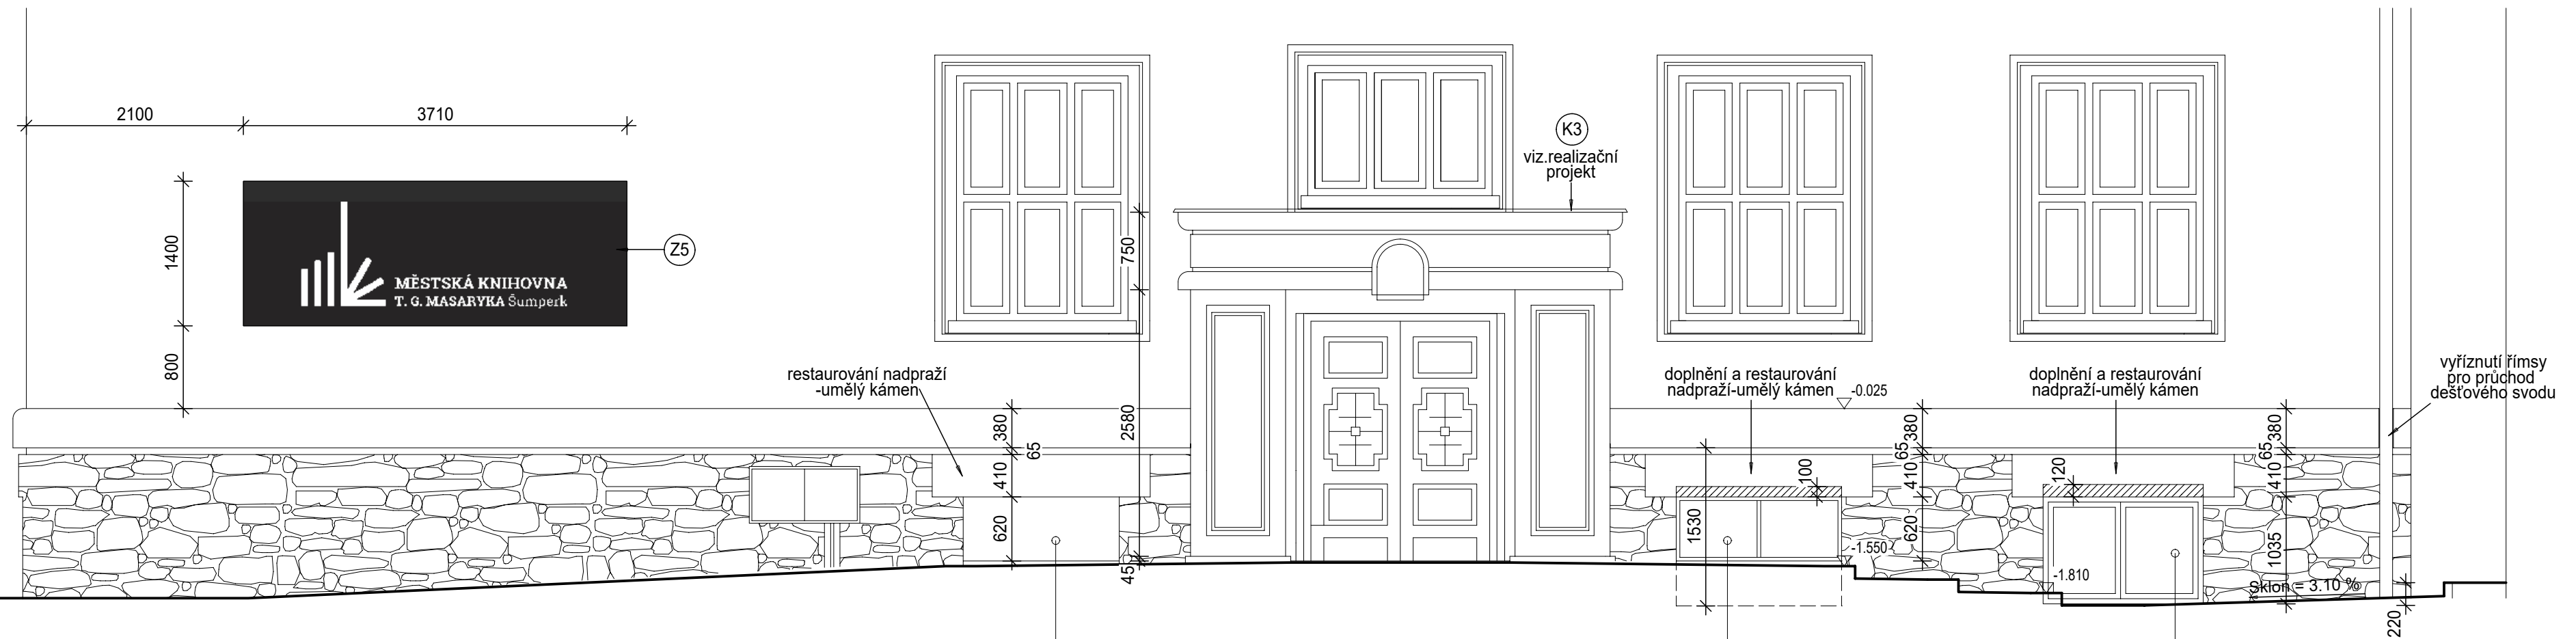 2100
3710
1400
800
MĚSTSKÁ KNIHOVNA
T. G. MASARYKA Šumperk
Z5
K3
viz.realizační
projekt
750
2580
45
restaurování nadpraží
-umělý kámen
380
65
410
620
doplnění a restaurování
nadpraží-umělý kámen
-0.025
100
1530
-1.550
380
65
410
620
doplnění a restaurování
nadpraží-umělý kámen
120
-1.810
380
65
410
1035
Sklon = 3.10 %
220
vyříznutí římsy
pro průchod
dešťového svodu